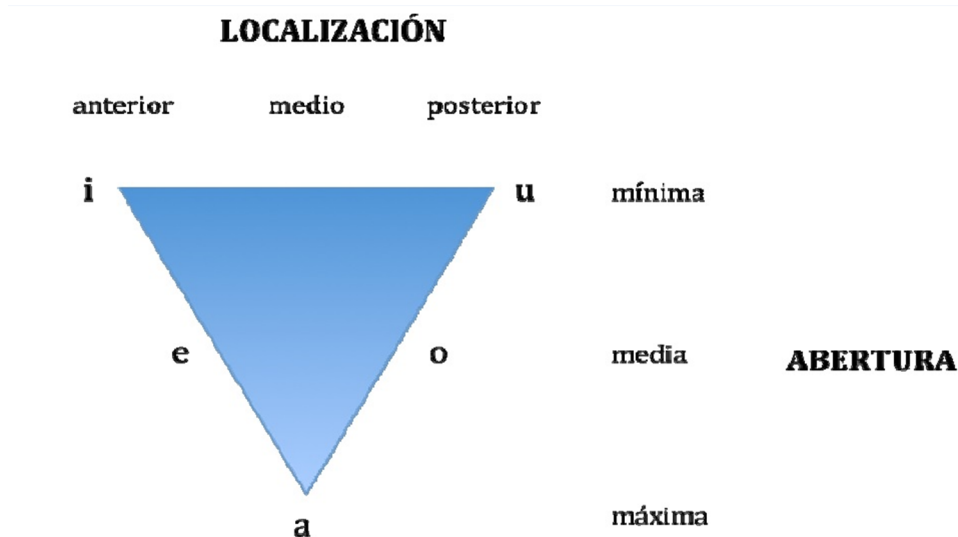 LOCALIZACIÓN
anterior medio posterior
i u mínima
e o media ABERTURA
a máxima